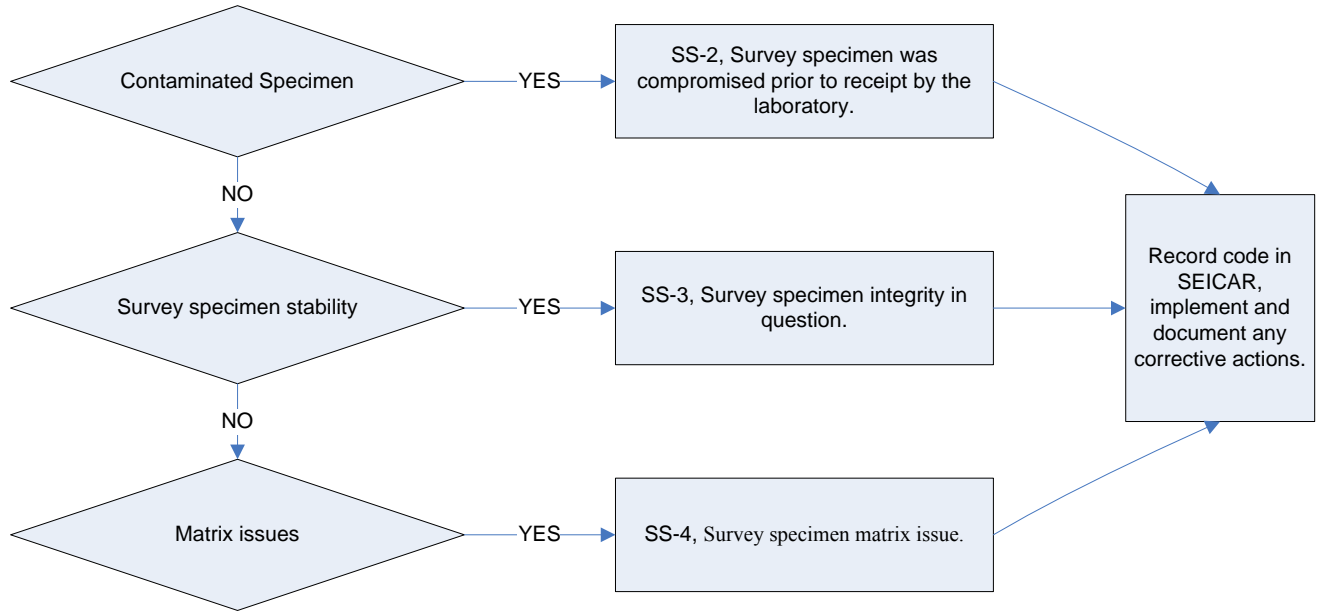 Contaminated Specimen
YES
SS-2, Survey specimen was
compromised prior to receipt by the
laboratory.
NO
Survey specimen stability
YES
SS-3, Survey specimen integrity in
question.
Record code in
SEICAR,
implement and
document any
corrective actions.
NO
Matrix issues
YES
SS-4, Survey specimen matrix issue.